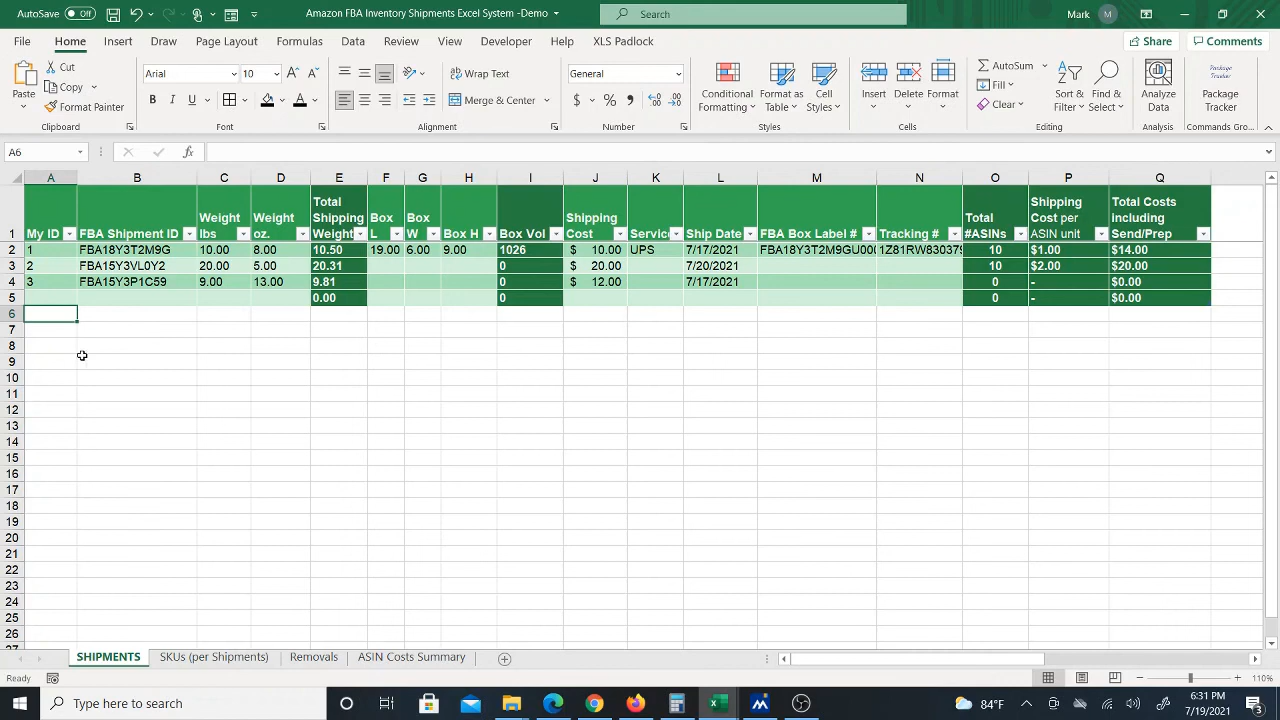 AutoSave Off Amazon FBA Inventory Shipments Excel System -Demo Search Mark M
File Home Insert Draw Page Layout Formulas Data Review View Developer Help XLS Padlock Share Comments
Paste Cut Copy Format Painter Clipboard
Arial 10 B I U A Font
Wrap Text Merge & Center Alignment
General $ % , Number
Conditional Formatting Format as Table Cell Styles Styles
Insert Delete Format Cells
AutoSum Fill Clear Sort & Filter Find & Select Editing
Analyze Data Analysis
Package Tracker Package Tracker Commands Gro...
A6 fx
A B C D E F G H I J K L M N O P Q
1 My ID FBA Shipment ID Weight lbs Weight oz. Total Shipping Weight Box L Box W Box H Box Vol Shipping Cost Servic Ship Date FBA Box Label # Tracking # Total #ASINs Shipping Cost per ASIN unit Total Costs including Send/Prep
2 1 FBA18Y3T2M9G 10.00 8.00 10.50 19.00 6.00 9.00 1026 $ 10.00 UPS 7/17/2021 FBA18Y3T2M9GU00 1Z81RW830379 10 $1.00 $14.00
3 2 FBA15Y3VL0Y2 20.00 5.00 20.31 0 $ 20.00 7/20/2021 10 $2.00 $20.00
4 3 FBA15Y3P1C59 9.00 13.00 9.81 0 $ 12.00 7/17/2021 0 - $0.00
5 0.00 0 0 - $0.00
6
7
8
9
10
11
12
13
14
15
16
17
18
19
20
21
22
23
24
25
26
27
SHIPMENTS SKUs (per Shipments) Removals ASIN Costs Summary
Ready 110%
Type here to search 84°F 6:31 PM
7/19/2021